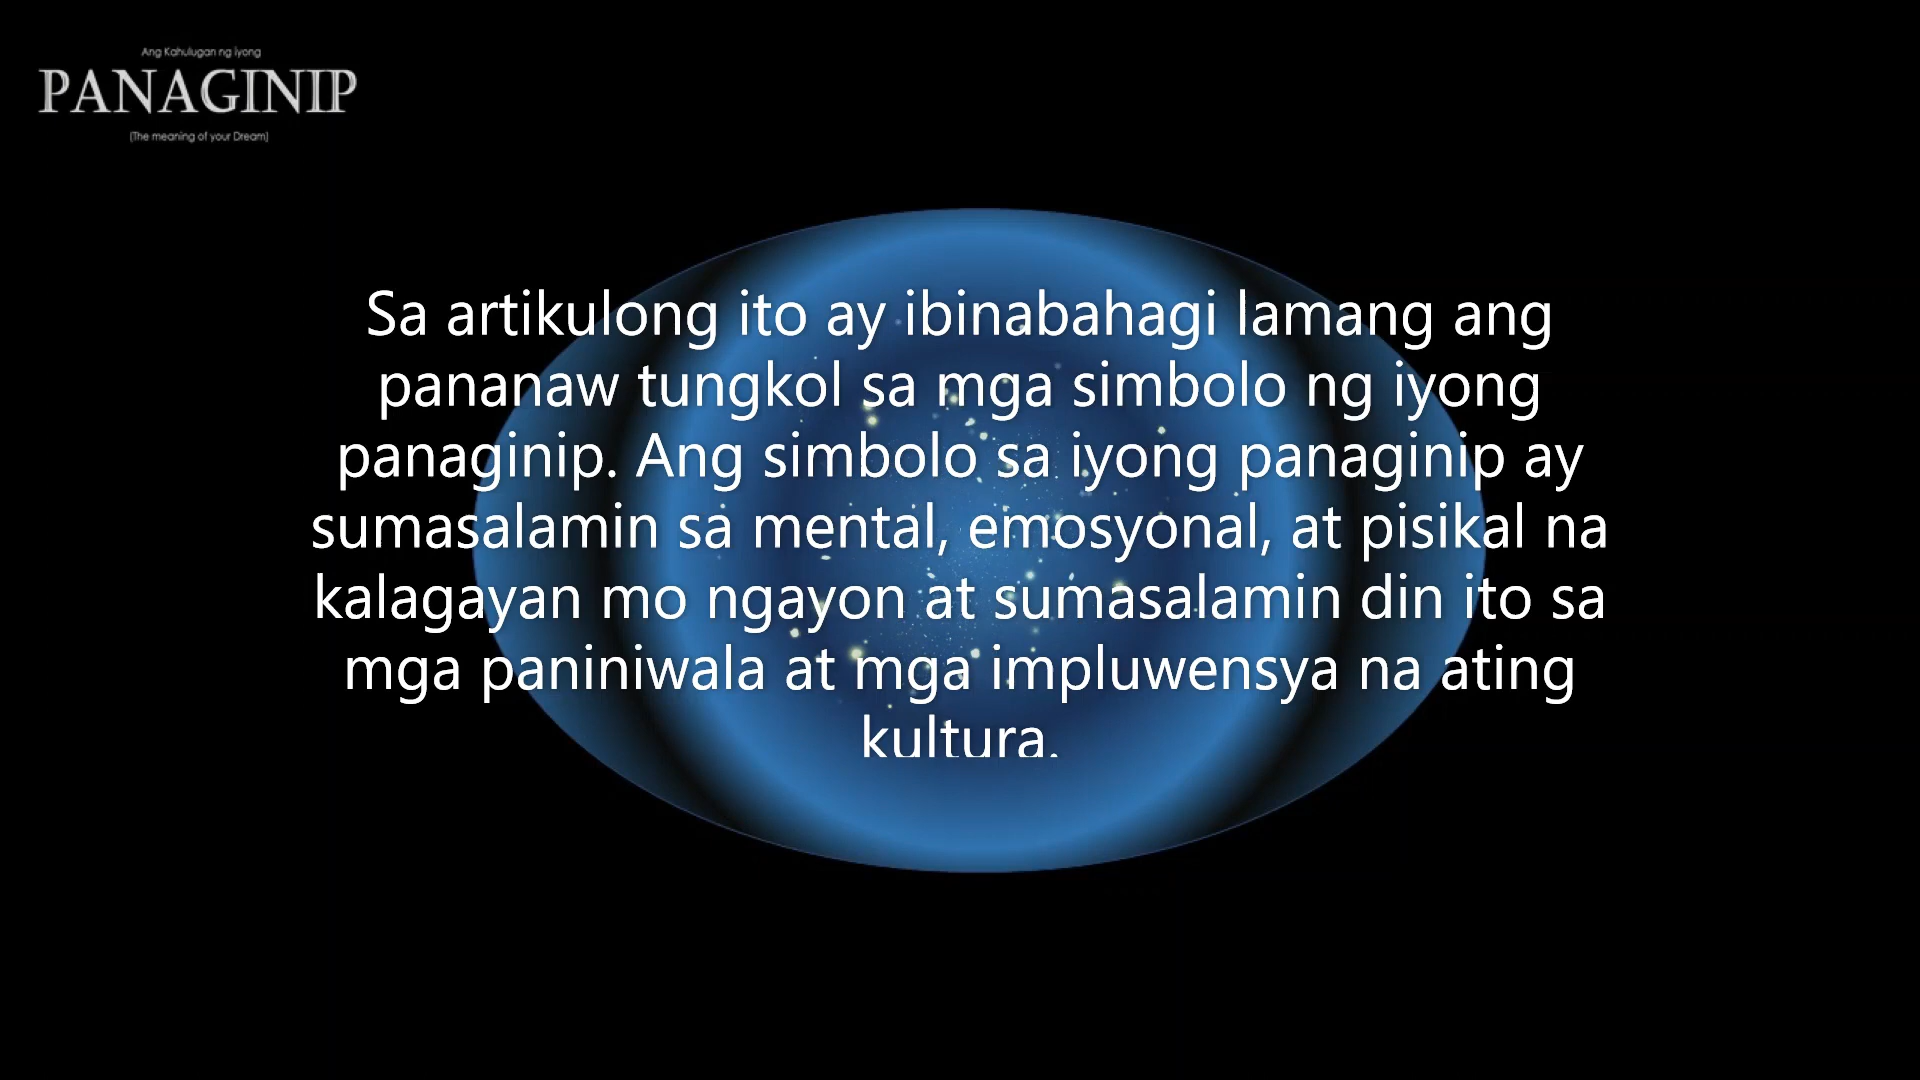 Ang Kahulugan ng iyong
PANAGINIP
(The meaning of your Dream)
Sa artikulong ito ay ibinabahagi lamang ang
pananaw tungkol sa mga simbolo ng iyong
panaginip. Ang simbolo sa iyong panaginip ay
sumasalamin sa mental, emosyonal, at pisikal na
kalagayan mo ngayon at sumasalamin din ito sa
mga paniniwala at mga impluwensya na ating
kultura.